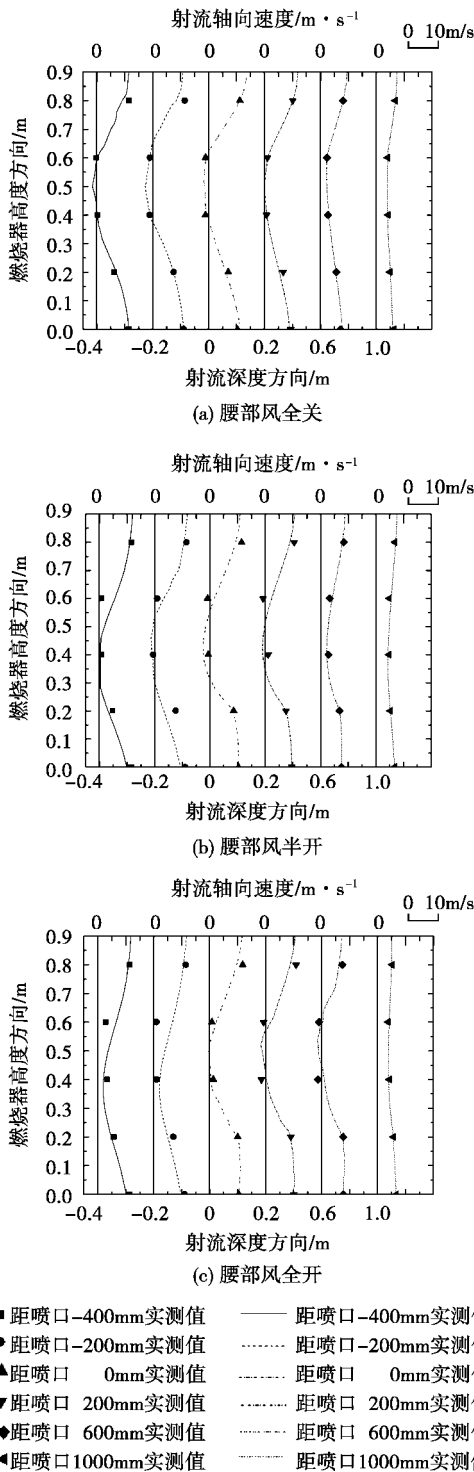 射流轴向速度/m·s⁻¹
0 0 0 0 0 0 0 10m/s
0.9
0.8
0.7
0.6
0.5
0.4
0.3
0.2
0.1
0.0
燃烧器高度方向/m
-0.4 -0.2 0 0.2 0.6 1.0
射流深度方向/m
(a) 腰部风全关
射流轴向速度/m·s⁻¹
0 0 0 0 0 0 0 10m/s
0.9
0.8
0.7
0.6
0.5
0.4
0.3
0.2
0.1
0.0
燃烧器高度方向/m
-0.4 -0.2 0 0.2 0.6 1.0
射流深度方向/m
(b) 腰部风半开
射流轴向速度/m·s⁻¹
0 0 0 0 0 0 0 10m/s
0.9
0.8
0.7
0.6
0.5
0.4
0.3
0.2
0.1
0.0
燃烧器高度方向/m
-0.4 -0.2 0 0.2 0.6 1.0
射流深度方向/m
(c) 腰部风全开
距喷口-400mm实测值 距喷口-400mm实测
距喷口-200mm实测值 距喷口-200mm实测
距喷口 0mm实测值 距喷口 0mm实测
距喷口 200mm实测值 距喷口 200mm实测
距喷口 600mm实测值 距喷口 600mm实测
距喷口1000mm实测值 距喷口1000mm实测